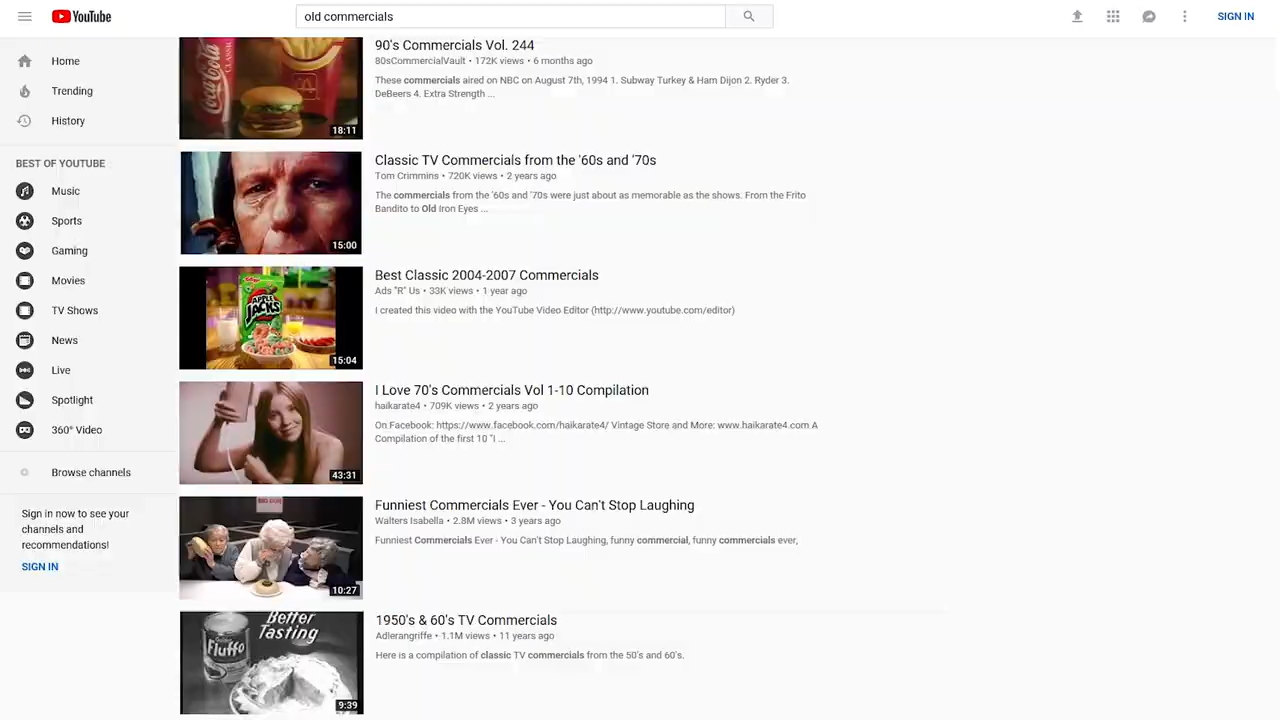 YouTube
old commercials
SIGN IN
Home
Trending
History
BEST OF YOUTUBE
Music
Sports
Gaming
Movies
TV Shows
News
Live
Spotlight
360° Video
Browse channels
Sign in now to see your
channels and
recommendations!
SIGN IN
Coca-Cola
CLASSIC
18:11
90's Commercials Vol. 244
80sCommercialVault • 172K views • 6 months ago
These commercials aired on NBC on August 7th, 1994 1. Subway Turkey & Ham Dijon 2. Ryder 3.
DeBeers 4. Extra Strength ...
15:00
Classic TV Commercials from the '60s and '70s
Tom Crimmins • 720K views • 2 years ago
The commercials from the '60s and '70s were just about as memorable as the shows. From the Frito
Bandito to Old Iron Eyes ...
APPLE
JACKS
15:04
Best Classic 2004-2007 Commercials
Ads "R" Us • 33K views • 1 year ago
I created this video with the YouTube Video Editor (http://www.youtube.com/editor)
43:31
I Love 70's Commercials Vol 1-10 Compilation
haikarate4 • 709K views • 2 years ago
On Facebook: https://www.facebook.com/haikarate4/ Vintage Store and More: www.haikarate4.com A
Compilation of the first 10 "I ...
10:27
Funniest Commercials Ever - You Can't Stop Laughing
Walters Isabella • 2.8M views • 3 years ago
Funniest Commercials Ever - You Can't Stop Laughing, funny commercial, funny commercials ever,
Better
Tasting
Fluffo
9:39
1950's & 60's TV Commercials
Adlerangriffe • 1.1M views • 11 years ago
Here is a compilation of classic TV commercials from the 50's and 60's.